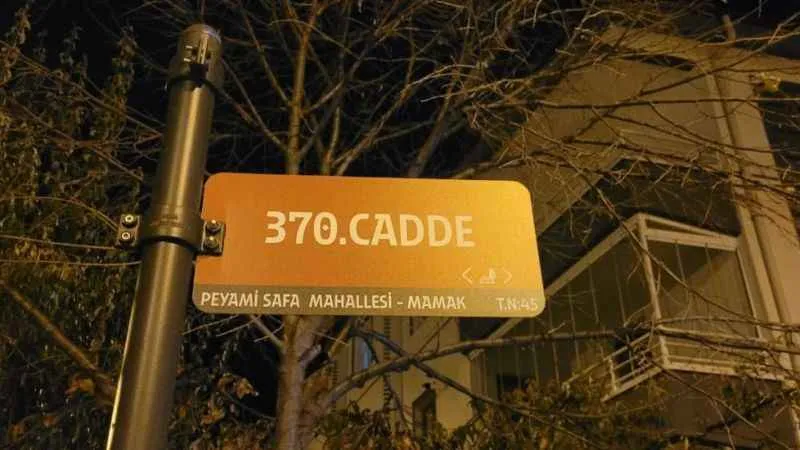 370.CADDE
PEYAMİ SAFA MAHALLESİ - MAMAK T.N:45